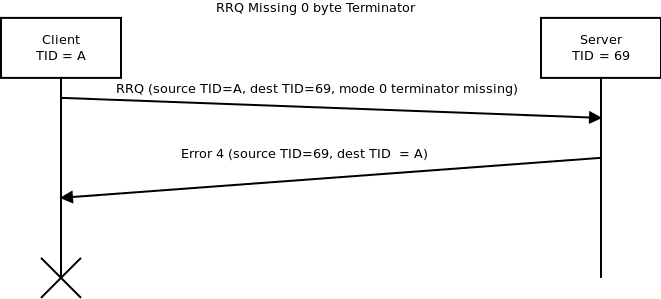 RRQ Missing 0 byte Terminator
Client
TID = A
Server
TID = 69
RRQ (source TID=A, dest TID=69, mode 0 terminator missing)
Error 4 (source TID=69, dest TID  = A)